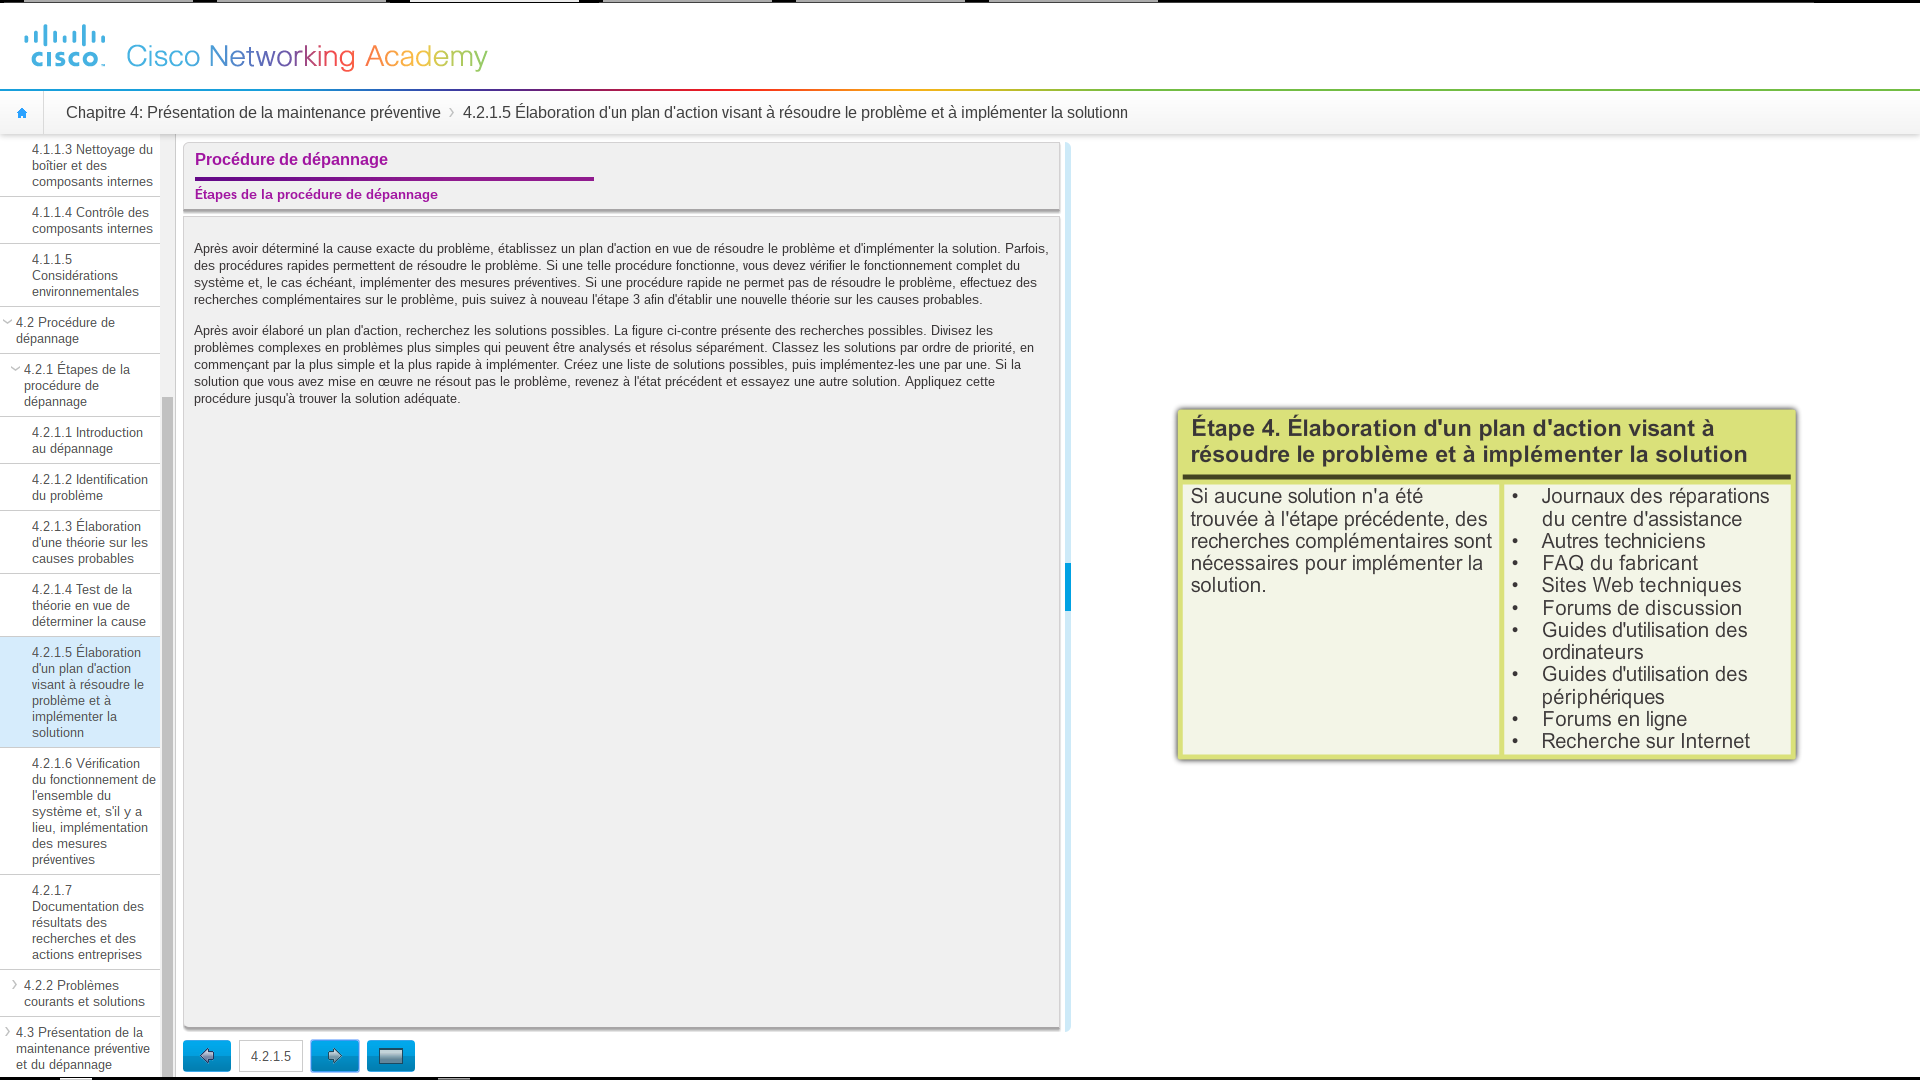 cisco
Cisco Networking Academy
Chapitre 4: Présentation de la maintenance préventive
4.2.1.5 Élaboration d'un plan d'action visant à résoudre le problème et à implémenter la solutionn
4.1.1.3 Nettoyage du
boîtier et des
composants internes
4.1.1.4 Contrôle des
composants internes
4.1.1.5
Considérations
environnementales
4.2 Procédure de
dépannage
4.2.1 Étapes de la
procédure de
dépannage
4.2.1.1 Introduction
au dépannage
4.2.1.2 Identification
du problème
4.2.1.3 Élaboration
d'une théorie sur les
causes probables
4.2.1.4 Test de la
théorie en vue de
déterminer la cause
4.2.1.5 Élaboration
d'un plan d'action
visant à résoudre le
problème et à
implémenter la
solutionn
4.2.1.6 Vérification
du fonctionnement de
l'ensemble du
système et, s'il y a
lieu, implémentation
des mesures
préventives
4.2.1.7
Documentation des
résultats des
recherches et des
actions entreprises
4.2.2 Problèmes
courants et solutions
4.3 Présentation de la
maintenance préventive
et du dépannage
Procédure de dépannage
Étapes de la procédure de dépannage
Après avoir déterminé la cause exacte du problème, établissez un plan d'action en vue de résoudre le problème et d'implémenter la solution. Parfois,
des procédures rapides permettent de résoudre le problème. Si une telle procédure fonctionne, vous devez vérifier le fonctionnement complet du
système et, le cas échéant, implémenter des mesures préventives. Si une procédure rapide ne permet pas de résoudre le problème, effectuez des
recherches complémentaires sur le problème, puis suivez à nouveau l'étape 3 afin d'établir une nouvelle théorie sur les causes probables.
Après avoir élaboré un plan d'action, recherchez les solutions possibles. La figure ci-contre présente des recherches possibles. Divisez les
problèmes complexes en problèmes plus simples qui peuvent être analysés et résolus séparément. Classez les solutions par ordre de priorité, en
commençant par la plus simple et la plus rapide à implémenter. Créez une liste de solutions possibles, puis implémentez-les une par une. Si la
solution que vous avez mise en œuvre ne résout pas le problème, revenez à l'état précédent et essayez une autre solution. Appliquez cette
procédure jusqu'à trouver la solution adéquate.
4.2.1.5
Étape 4. Élaboration d'un plan d'action visant à
résoudre le problème et à implémenter la solution
Si aucune solution n'a été
trouvée à l'étape précédente, des
recherches complémentaires sont
nécessaires pour implémenter la
solution.
• Journaux des réparations
du centre d'assistance
• Autres techniciens
• FAQ du fabricant
• Sites Web techniques
• Forums de discussion
• Guides d'utilisation des
ordinateurs
• Guides d'utilisation des
périphériques
• Forums en ligne
• Recherche sur Internet